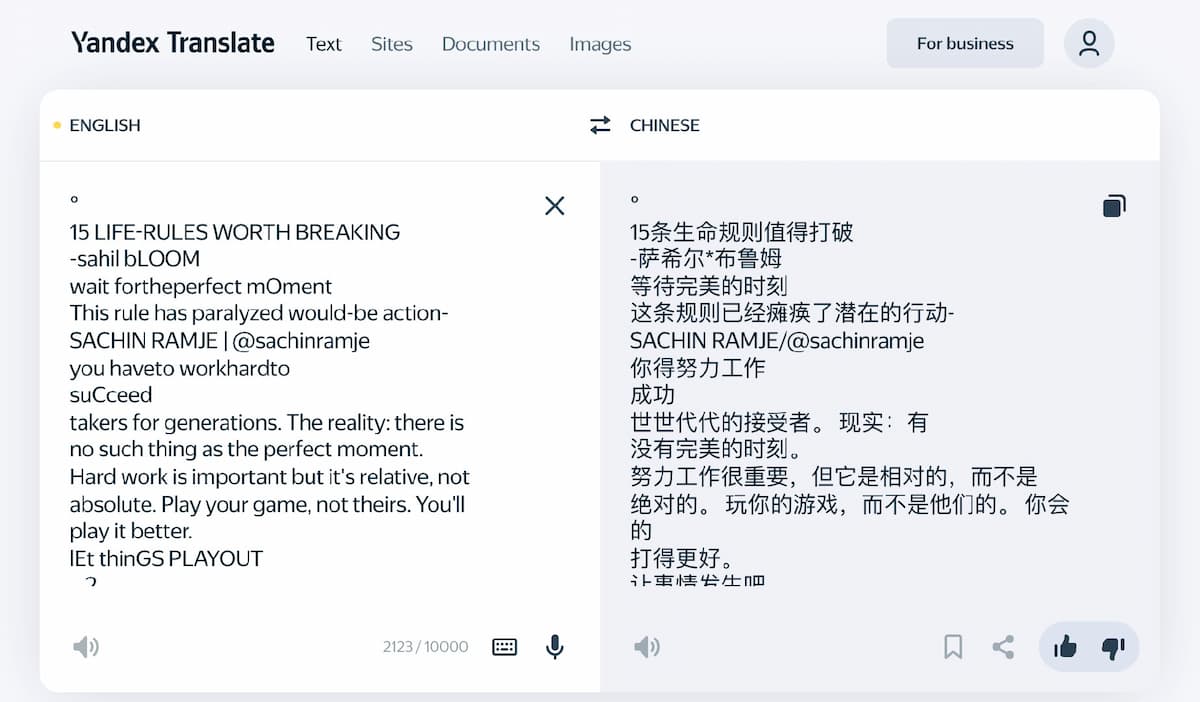 Yandex Translate Text Sites Documents Images For business
ENGLISH
CHINESE
15 LIFE-RULES WORTH BREAKING
-sahil bLOOM
wait fortheperfect mOment
This rule has paralyzed would-be action-
SACHIN RAMJE | @sachinramje
you haveto workhardto
suCceed
takers for generations. The reality: there is
no such thing as the perfect moment.
Hard work is important but it's relative, not
absolute. Play your game, not theirs. You'll
play it better.
lEt thinGS PLAYOUT
2123 / 10000
15条生命规则值得打破
-萨希尔*布鲁姆
等待完美的时刻
这条规则已经瘫痪了潜在的行动-
SACHIN RAMJE/@sachinramje
你得努力工作
成功
世世代代的接受者。 现实：有
没有完美的时刻。
努力工作很重要，但它是相对的，而不是
绝对的。 玩你的游戏，而不是他们的。 你会
的
打得更好。
让事情发生吧